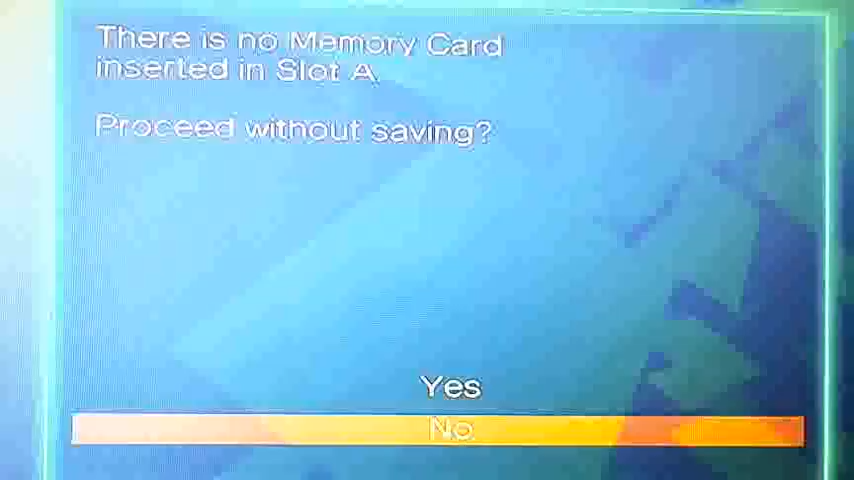 There is no Memory Card
inserted in Slot A.
Proceed without saving?
Yes
No